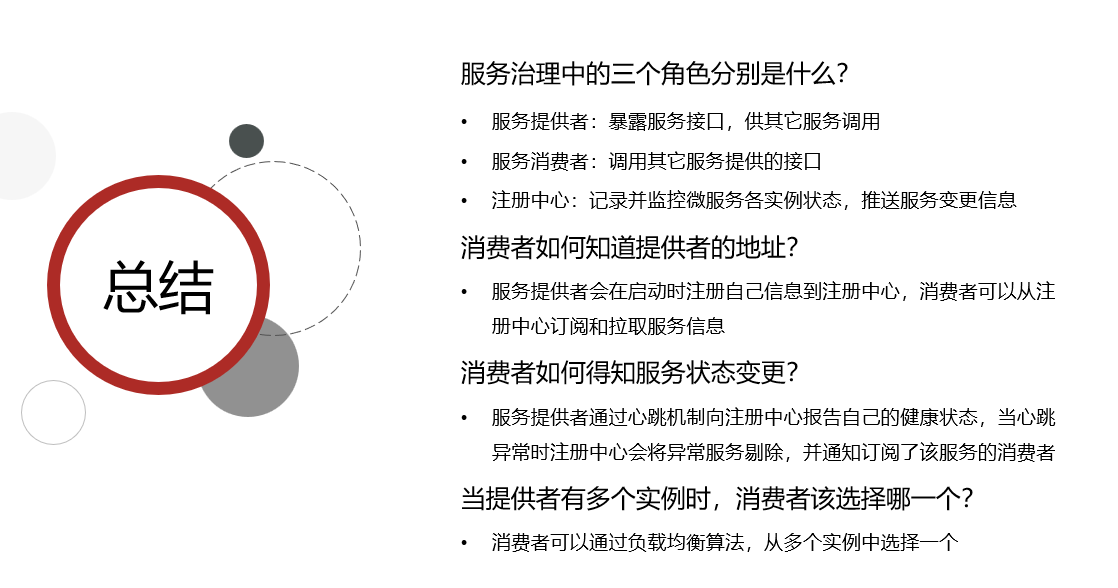 总结
服务治理中的三个角色分别是什么？
• 服务提供者：暴露服务接口，供其它服务调用
• 服务消费者：调用其它服务提供的接口
• 注册中心：记录并监控微服务各实例状态，推送服务变更信息
消费者如何知道提供者的地址？
• 服务提供者会在启动时注册自己信息到注册中心，消费者可以从注
册中心订阅和拉取服务信息
消费者如何得知服务状态变更？
• 服务提供者通过心跳机制向注册中心报告自己的健康状态，当心跳
异常时注册中心会将异常服务剔除，并通知订阅了该服务的消费者
当提供者有多个实例时，消费者该选择哪一个？
• 消费者可以通过负载均衡算法，从多个实例中选择一个